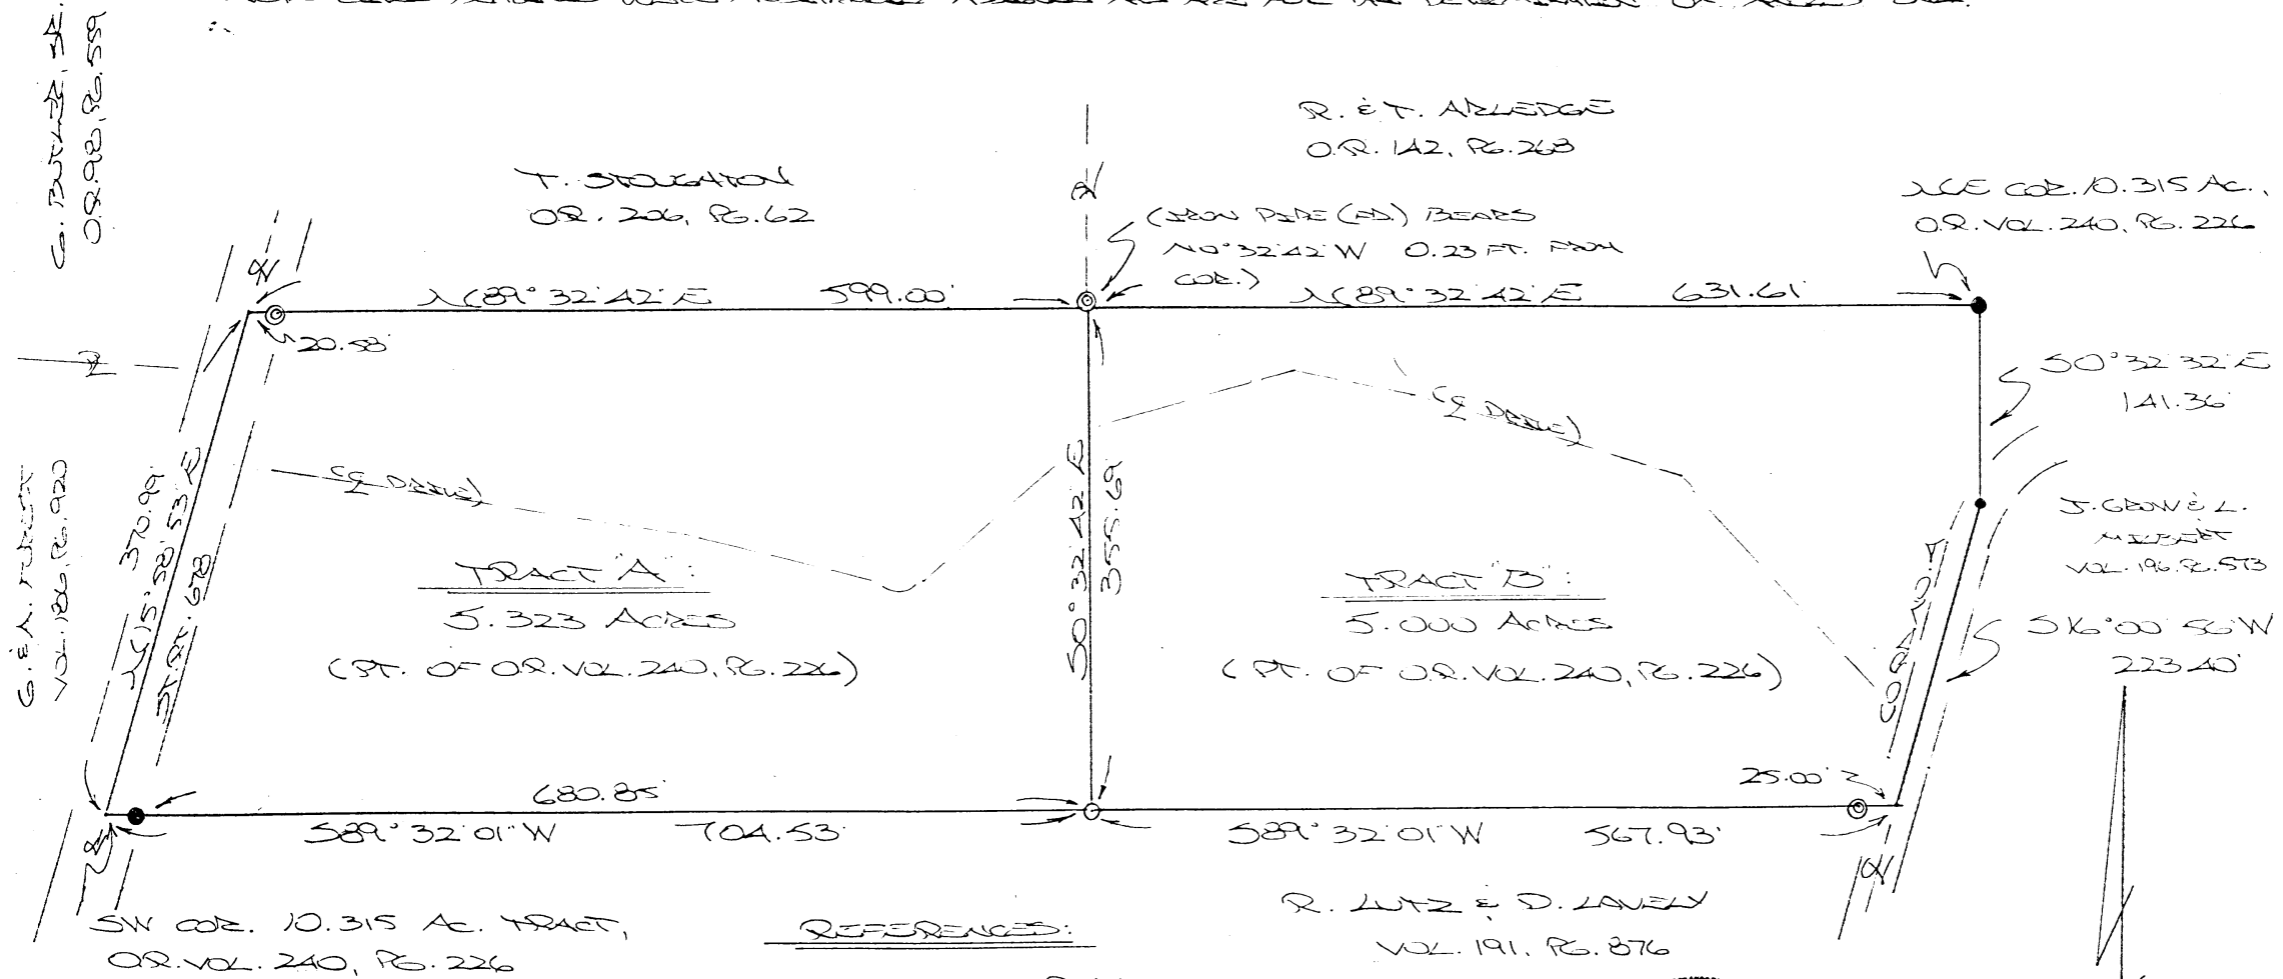 G. BUTLER, SR.
O.R. 98, PG. 559
R. & T. ARLEDGE
O.R. 142, PG. 268
T. STOUGHTON
O.R. 206, PG. 62
(IRON PIPE (FD.) BEARS
N0°32'42"W 0.23 FT. FROM
COR.)
NE COR. 10.315 AC.,
O.R. VOL. 240, PG. 226
N89°32'42"E 599.00'
N89°32'42"E 631.61'
20.58'
S0°32'32"E
141.36'
(℄ DRIVE)
(℄ DRIVE)
G. & A.
VOL. 186, PG. 920
370.99'
N15°58'53"E
ST. RT. 678
S0°32'42"E
355.69'
J. GROW & L.
VOL. 196, PG. 573
TRACT "A":
5.323 ACRES
(PT. OF O.R. VOL. 240, PG. 226)
TRACT "B":
5.000 ACRES
(PT. OF O.R. VOL. 240, PG. 226)
S16°00'56"W
223.40'
25.00'
680.85'
S89°32'01"W 704.53'
S89°32'01"W 567.93'
SW COR. 10.315 AC. TRACT,
O.R. VOL. 240, PG. 226
REFERENCES:
R. LUTZ & D. LAVELY
VOL. 191, PG. 876